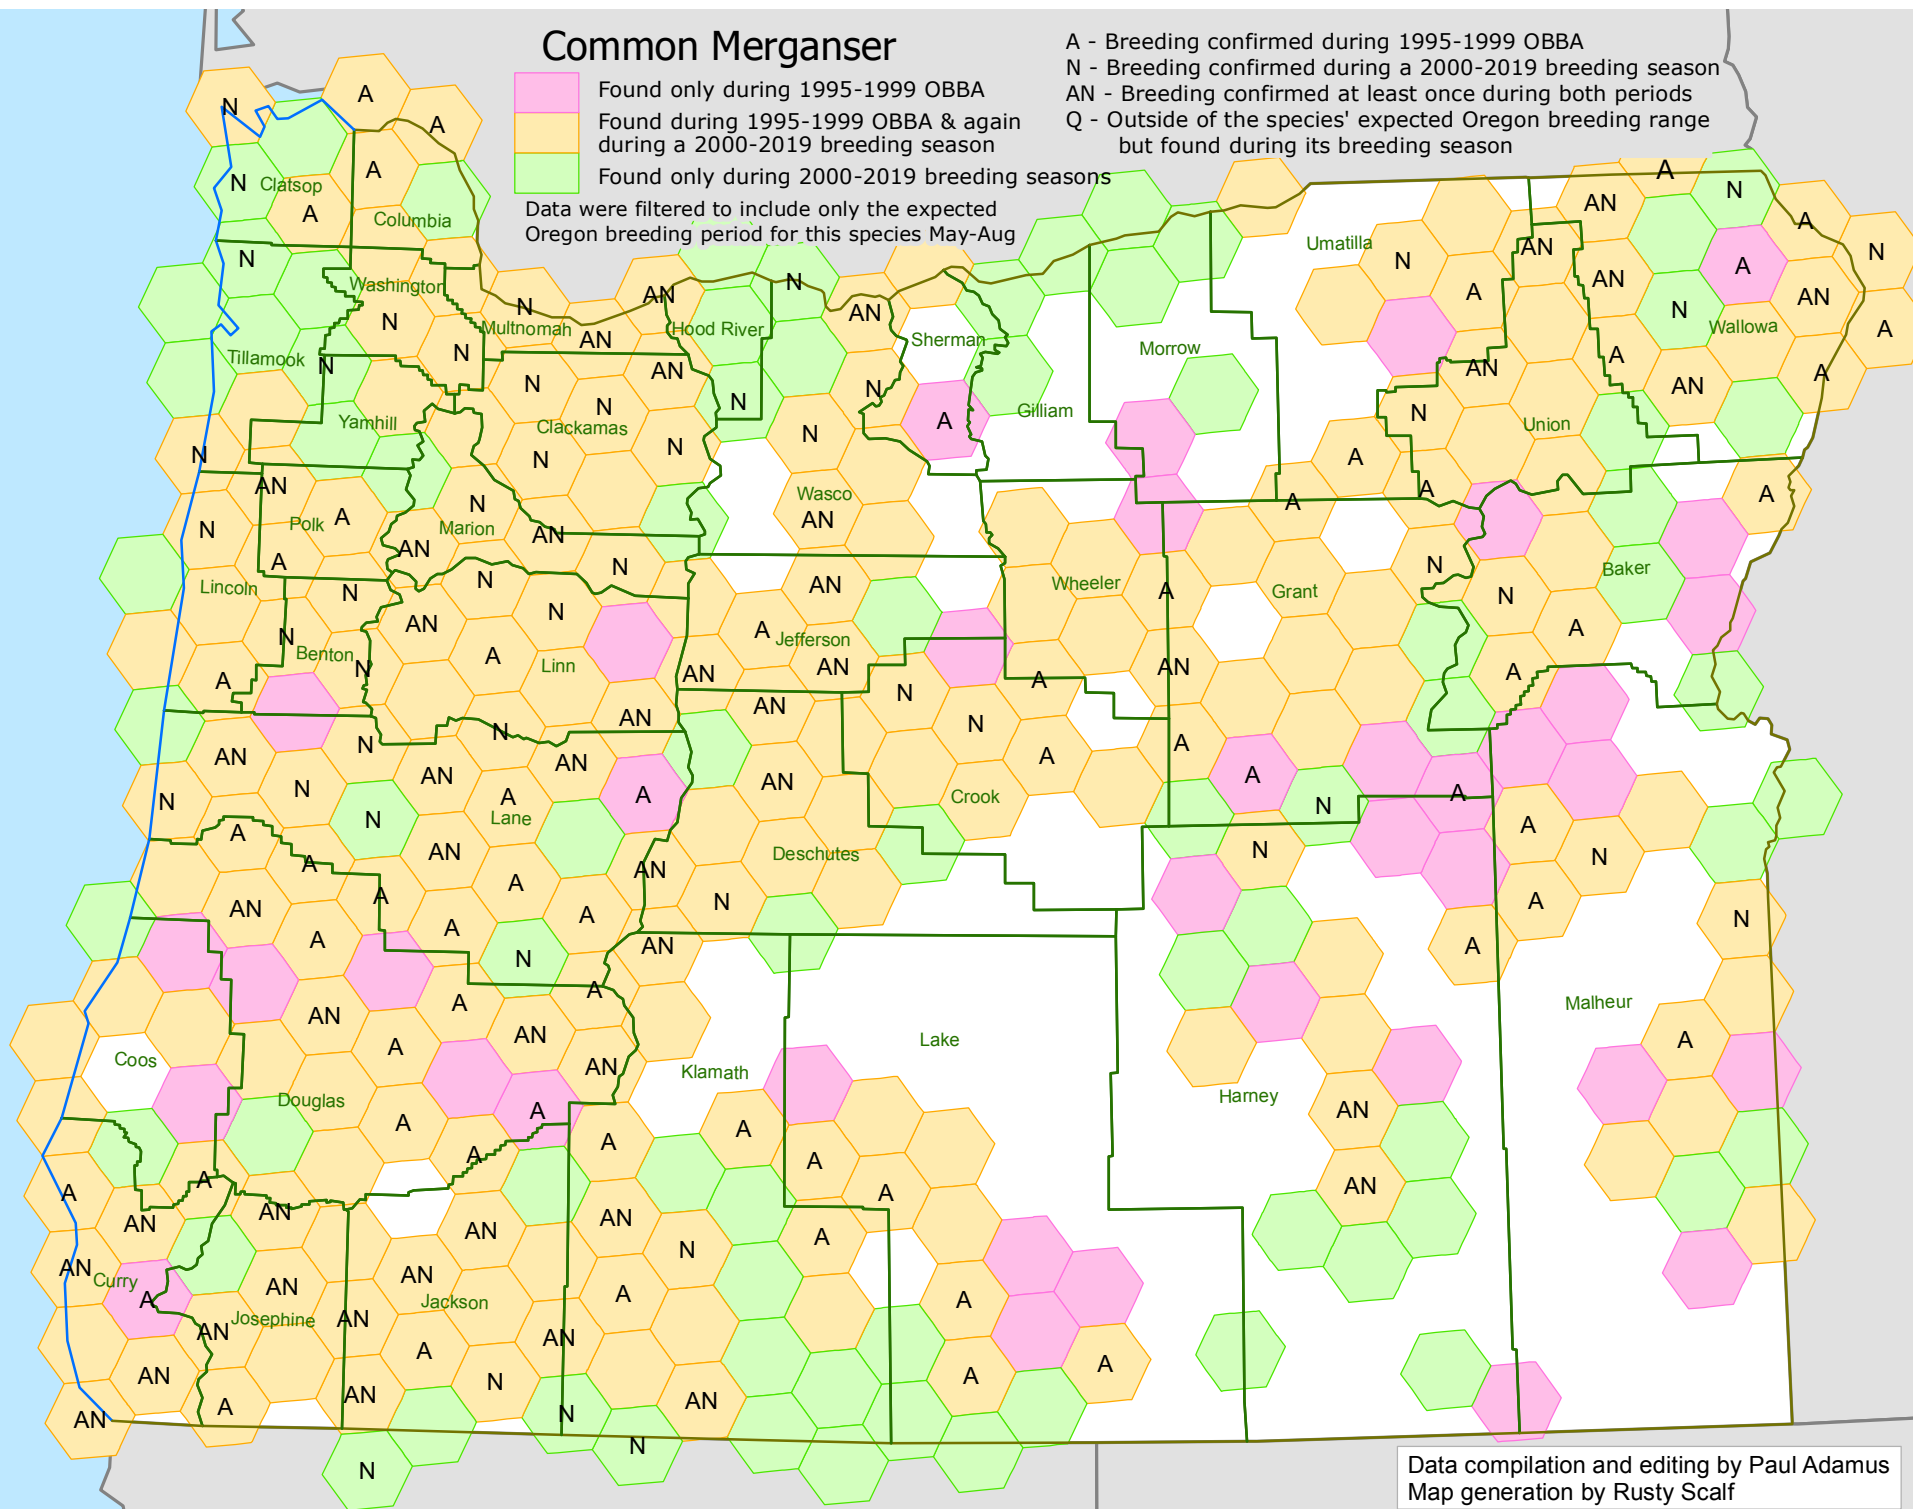 Common Merganser
Found only during 1995-1999 OBBA
Found during 1995-1999 OBBA & again
during a 2000-2019 breeding season
Found only during 2000-2019 breeding seasons
Data were filtered to include only the expected
Oregon breeding period for this species May-Aug
A - Breeding confirmed during 1995-1999 OBBA
N - Breeding confirmed during a 2000-2019 breeding season
AN - Breeding confirmed at least once during both periods
Q - Outside of the species' expected Oregon breeding range
but found during its breeding season
Clatsop
Columbia
Washington
Tillamook
Multnomah
Hood River
Sherman
Gilliam
Morrow
Umatilla
Wallowa
Union
Yamhill
Clackamas
Wasco
Polk
Marion
Lincoln
Benton
Linn
Jefferson
Wheeler
Grant
Baker
Lane
Crook
Deschutes
Coos
Douglas
Klamath
Lake
Harney
Malheur
Curry
Josephine
Jackson
Data compilation and editing by Paul Adamus
Map generation by Rusty Scalf